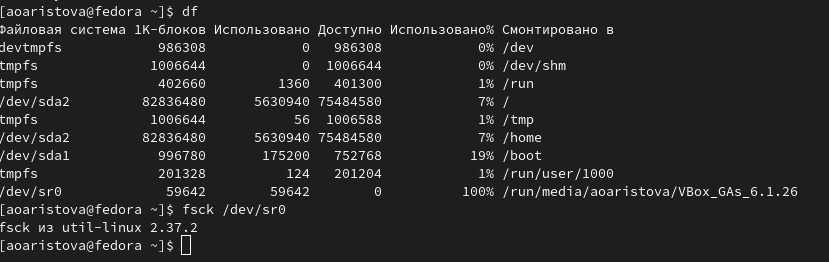 [aoaristova@fedora ~]$ df
Файловая система 1K-блоков Использовано Доступно Использовано% Смонтировано в
devtmpfs 986308 0 986308 0% /dev
tmpfs 1006644 0 1006644 0% /dev/shm
tmpfs 402660 1360 401300 1% /run
/dev/sda2 82836480 5630940 75484580 7% /
tmpfs 1006644 56 1006588 1% /tmp
/dev/sda2 82836480 5630940 75484580 7% /home
/dev/sda1 996780 175200 752768 19% /boot
tmpfs 201328 124 201204 1% /run/user/1000
/dev/sr0 59642 59642 0 100% /run/media/aoaristova/VBox_GAs_6.1.26
[aoaristova@fedora ~]$ fsck /dev/sr0
fsck из util-linux 2.37.2
[aoaristova@fedora ~]$